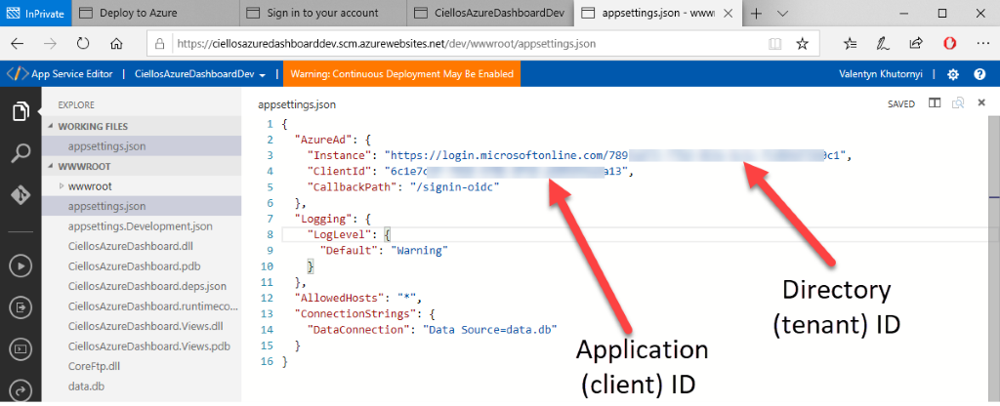 InPrivate
Deploy to Azure
Sign in to your account
CiellosAzureDashboardDev
appsettings.json - wwwr
https://ciellosazuredashboarddev.scm.azurewebsites.net/dev/wwwroot/appsettings.json
App Service Editor
CiellosAzureDashboardDev
Warning: Continuous Deployment May Be Enabled
Valentyn Khutornyi
EXPLORE
WORKING FILES
appsettings.json
WWWROOT
wwwroot
appsettings.json
appsettings.Development.json
CiellosAzureDashboard.dll
CiellosAzureDashboard.pdb
CiellosAzureDashboard.deps.json
CiellosAzureDashboard.runtimeco...
CiellosAzureDashboard.Views.dll
CiellosAzureDashboard.Views.pdb
CoreFtp.dll
data.db
appsettings.json
SAVED
1 {
2 "AzureAd": {
3 "Instance": "https://login.microsoftonline.com/789 0c1",
4 "ClientId": "6c1e7c a13",
5 "CallbackPath": "/signin-oidc"
6 },
7 "Logging": {
8 "LogLevel": {
9 "Default": "Warning"
10 }
11 },
12 "AllowedHosts": "*",
13 "ConnectionStrings": {
14 "DataConnection": "Data Source=data.db"
15 }
16 }
Directory
(tenant) ID
Application
(client) ID